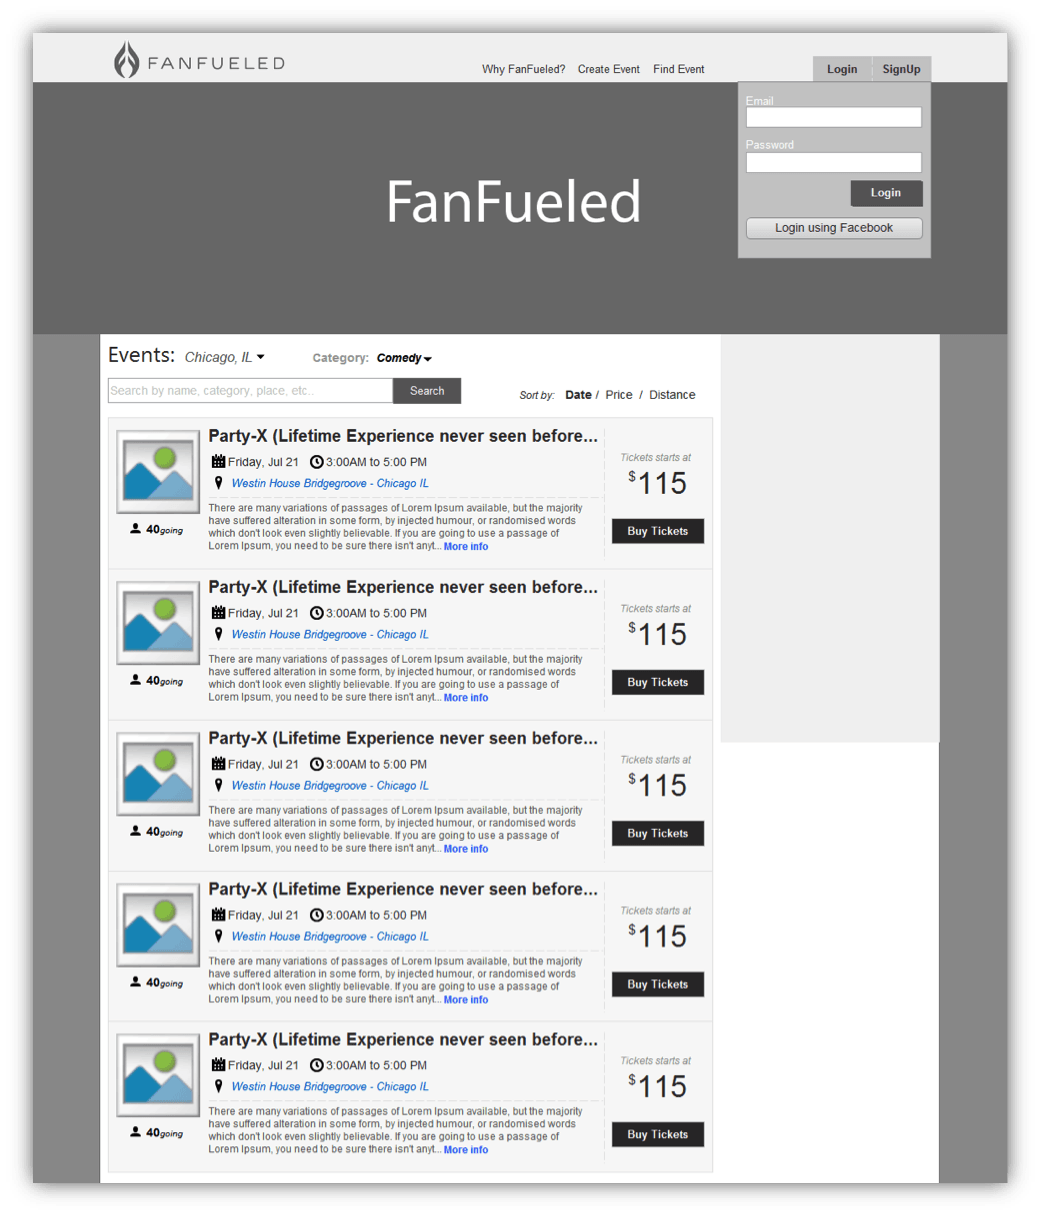 FANFUELED
Why FanFueled? Create Event Find Event
Login SignUp
Email
Password
Login
Login using Facebook
FanFueled
Events: Chicago, IL Category: Comedy
Search by name, category, place, etc..
Search
Sort by: Date / Price / Distance
Party-X (Lifetime Experience never seen before...
Friday, Jul 21 3:00AM to 5:00 PM
Westin House Bridgegroove - Chicago IL
There are many variations of passages of Lorem Ipsum available, but the majority
have suffered alteration in some form, by injected humour, or randomised words
which don't look even slightly believable. If you are going to use a passage of
Lorem Ipsum, you need to be sure there isn't anyt... More info
40going
Tickets starts at
$115
Buy Tickets
Party-X (Lifetime Experience never seen before...
Friday, Jul 21 3:00AM to 5:00 PM
Westin House Bridgegroove - Chicago IL
There are many variations of passages of Lorem Ipsum available, but the majority
have suffered alteration in some form, by injected humour, or randomised words
which don't look even slightly believable. If you are going to use a passage of
Lorem Ipsum, you need to be sure there isn't anyt... More info
40going
Tickets starts at
$115
Buy Tickets
Party-X (Lifetime Experience never seen before...
Friday, Jul 21 3:00AM to 5:00 PM
Westin House Bridgegroove - Chicago IL
There are many variations of passages of Lorem Ipsum available, but the majority
have suffered alteration in some form, by injected humour, or randomised words
which don't look even slightly believable. If you are going to use a passage of
Lorem Ipsum, you need to be sure there isn't anyt... More info
40going
Tickets starts at
$115
Buy Tickets
Party-X (Lifetime Experience never seen before...
Friday, Jul 21 3:00AM to 5:00 PM
Westin House Bridgegroove - Chicago IL
There are many variations of passages of Lorem Ipsum available, but the majority
have suffered alteration in some form, by injected humour, or randomised words
which don't look even slightly believable. If you are going to use a passage of
Lorem Ipsum, you need to be sure there isn't anyt... More info
40going
Tickets starts at
$115
Buy Tickets
Party-X (Lifetime Experience never seen before...
Friday, Jul 21 3:00AM to 5:00 PM
Westin House Bridgegroove - Chicago IL
There are many variations of passages of Lorem Ipsum available, but the majority
have suffered alteration in some form, by injected humour, or randomised words
which don't look even slightly believable. If you are going to use a passage of
Lorem Ipsum, you need to be sure there isn't anyt... More info
40going
Tickets starts at
$115
Buy Tickets